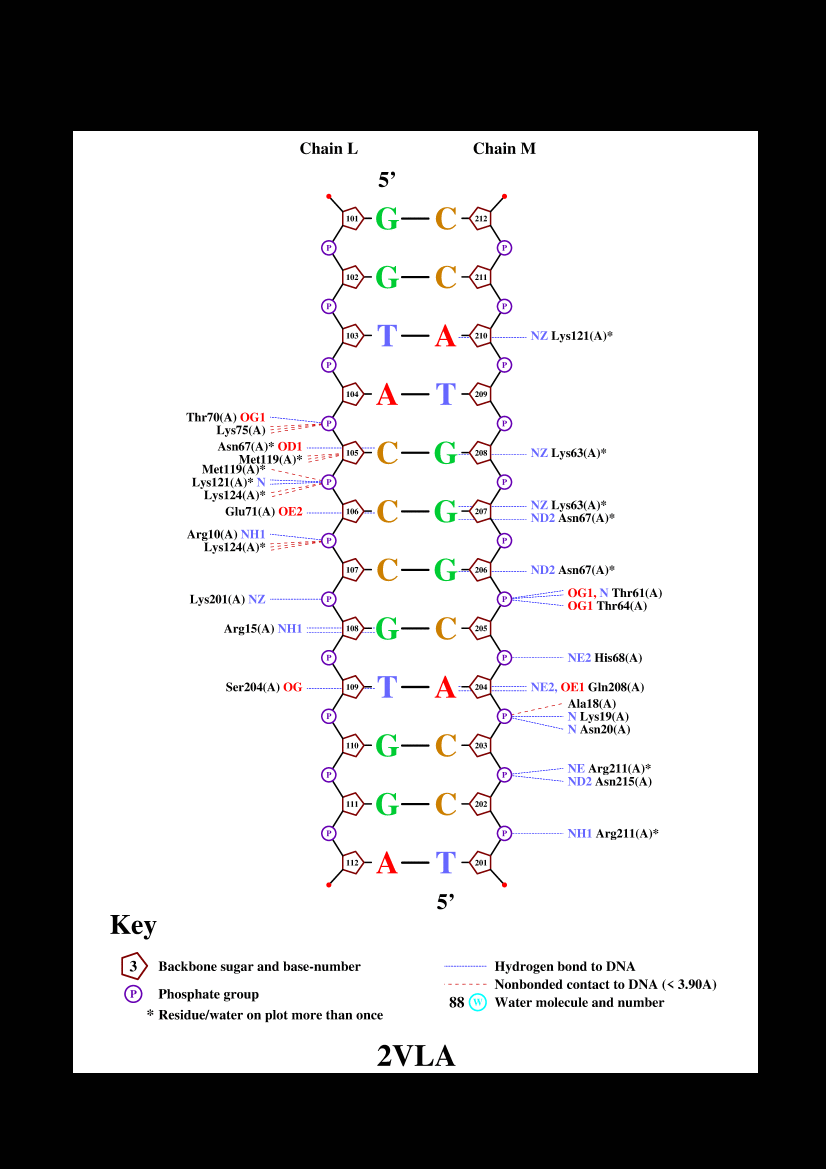 Chain L Chain M
5’
101 G C 212
P P
102 G C 211
P P
103 T A 210 NZ Lys121(A)*
P P
104 A T 209
Thr70(A) OG1
P P
Lys75(A)
Asn67(A)* OD1
105 C G 208 NZ Lys63(A)*
Met119(A)*
Met119(A)*
Lys121(A)* N P P
Lys124(A)*
NZ Lys63(A)*
Glu71(A) OE2 106 C G 207
ND2 Asn67(A)*
Arg10(A) NH1
P P
Lys124(A)*
107 C G 206 ND2 Asn67(A)*
OG1, N Thr61(A)
Lys201(A) NZ P P
OG1 Thr64(A)
Arg15(A) NH1 108 G C 205
P P NE2 His68(A)
Ser204(A) OG 109 T A 204 NE2, OE1 Gln208(A)
Ala18(A)
P P N Lys19(A)
N Asn20(A)
110 G C 203
NE Arg211(A)*
P P
ND2 Asn215(A)
111 G C 202
P P NH1 Arg211(A)*
112 A T 201
5’
Key
3 Backbone sugar and base-number
P Phosphate group
* Residue/water on plot more than once
Hydrogen bond to DNA
Nonbonded contact to DNA (< 3.90A)
88 W Water molecule and number
2VLA